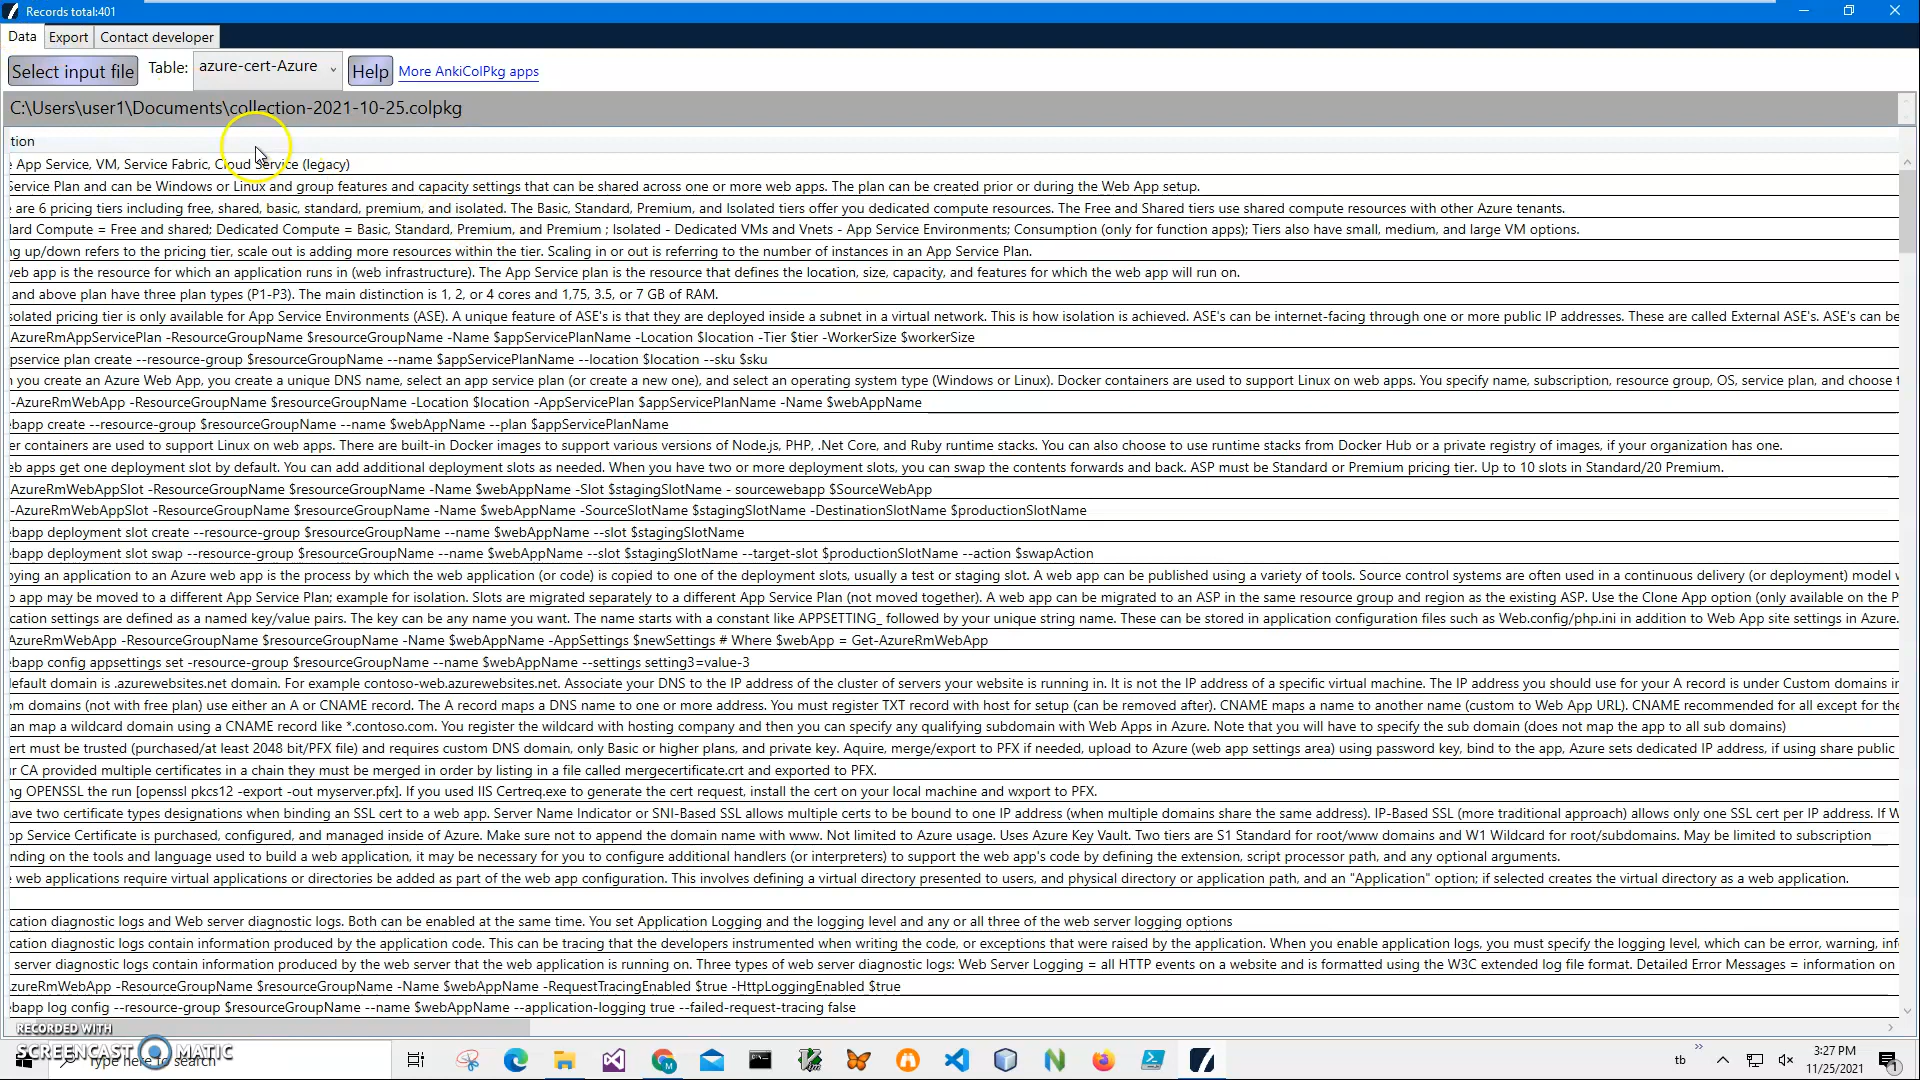 Records total:401
Data Export Contact developer
Select input file Table: azure-cert-Azure Help More AnkiColPkg apps
C:\Users\user1\Documents\collection-2021-10-25.colpkg
tion
App Service, VM, Service Fabric, Cloud Service (legacy)
Service Plan and can be Windows or Linux and group features and capacity settings that can be shared across one or more web apps. The plan can be created prior or during the Web App setup.
are 6 pricing tiers including free, shared, basic, standard, premium, and isolated. The Basic, Standard, Premium, and Isolated tiers offer you dedicated compute resources. The Free and Shared tiers use shared compute resources with other Azure tenants.
lard Compute = Free and shared; Dedicated Compute = Basic, Standard, Premium, and Premium ; Isolated - Dedicated VMs and Vnets - App Service Environments; Consumption (only for function apps); Tiers also have small, medium, and large VM options.
ng up/down refers to the pricing tier, scale out is adding more resources within the tier. Scaling in or out is referring to the number of instances in an App Service Plan.
web app is the resource for which an application runs in (web infrastructure). The App Service plan is the resource that defines the location, size, capacity, and features for which the web app will run on.
and above plan have three plan types (P1-P3). The main distinction is 1, 2, or 4 cores and 1,75, 3.5, or 7 GB of RAM.
solated pricing tier is only available for App Service Environments (ASE). A unique feature of ASE's is that they are deployed inside a subnet in a virtual network. This is how isolation is achieved. ASE's can be internet-facing through one or more public IP addresses. These are called External ASE's. ASE's can be
AzureRmAppServicePlan -ResourceGroupName $resourceGroupName -Name $appServicePlanName -Location $location -Tier $tier -WorkerSize $workerSize
ppservice plan create --resource-group $resourceGroupName --name $appServicePlanName --location $location --sku $sku
n you create an Azure Web App, you create a unique DNS name, select an app service plan (or create a new one), and select an operating system type (Windows or Linux). Docker containers are used to support Linux on web apps. You specify name, subscription, resource group, OS, service plan, and choose t
-AzureRmWebApp -ResourceGroupName $resourceGroupName -Location $location -AppServicePlan $appServicePlanName -Name $webAppName
ebapp create --resource-group $resourceGroupName --name $webAppName --plan $appServicePlanName
er containers are used to support Linux on web apps. There are built-in Docker images to support various versions of Node.js, PHP, .Net Core, and Ruby runtime stacks. You can also choose to use runtime stacks from Docker Hub or a private registry of images, if your organization has one.
eb apps get one deployment slot by default. You can add additional deployment slots as needed. When you have two or more deployment slots, you can swap the contents forwards and back. ASP must be Standard or Premium pricing tier. Up to 10 slots in Standard/20 Premium.
AzureRmWebAppSlot -ResourceGroupName $resourceGroupName -Name $webAppName -Slot $stagingSlotName - sourcewebapp $SourceWebApp
-AzureRmWebAppSlot -ResourceGroupName $resourceGroupName -Name $webAppName -SourceSlotName $stagingSlotName -DestinationSlotName $productionSlotName
ebapp deployment slot create --resource-group $resourceGroupName --name $webAppName --slot $stagingSlotName
ebapp deployment slot swap --resource-group $resourceGroupName --name $webAppName --slot $stagingSlotName --target-slot $productionSlotName --action $swapAction
oying an application to an Azure web app is the process by which the web application (or code) is copied to one of the deployment slots, usually a test or staging slot. A web app can be published using a variety of tools. Source control systems are often used in a continuous delivery (or deployment) model v
o app may be moved to a different App Service Plan; example for isolation. Slots are migrated separately to a different App Service Plan (not moved together). A web app can be migrated to an ASP in the same resource group and region as the existing ASP. Use the Clone App option (only available on the P
cation settings are defined as a named key/value pairs. The key can be any name you want. The name starts with a constant like APPSETTING_ followed by your unique string name. These can be stored in application configuration files such as Web.config/php.ini in addition to Web App site settings in Azure.
AzureRmWebApp -ResourceGroupName $resourceGroupName -Name $webAppName -AppSettings $newSettings # Where $webApp = Get-AzureRmWebApp
ebapp config appsettings set -resource-group $resourceGroupName --name $webAppName --settings setting3=value-3
default domain is .azurewebsites.net domain. For example contoso-web.azurewebsites.net. Associate your DNS to the IP address of the cluster of servers your website is running in. It is not the IP address of a specific virtual machine. The IP address you should use for your A record is under Custom domains in
om domains (not with free plan) use either an A or CNAME record. The A record maps a DNS name to one or more address. You must register TXT record with host for setup (can be removed after). CNAME maps a name to another name (custom to Web App URL). CNAME recommended for all except for the
an map a wildcard domain using a CNAME record like *.contoso.com. You register the wildcard with hosting company and then you can specify any qualifying subdomain with Web Apps in Azure. Note that you will have to specify the sub domain (does not map the app to all sub domains)
ert must be trusted (purchased/at least 2048 bit/PFX file) and requires custom DNS domain, only Basic or higher plans, and private key. Aquire, merge/export to PFX if needed, upload to Azure (web app settings area) using password key, bind to the app, Azure sets dedicated IP address, if using share public
r CA provided multiple certificates in a chain they must be merged in order by listing in a file called mergecertificate.crt and exported to PFX.
ng OPENSSL the run [openssl pkcs12 -export -out myserver.pfx]. If you used IIS Certreq.exe to generate the cert request, install the cert on your local machine and wxport to PFX.
ave two certificate types designations when binding an SSL cert to a web app. Server Name Indicator or SNI-Based SSL allows multiple certs to be bound to one IP address (when multiple domains share the same address). IP-Based SSL (more traditional approach) allows only one SSL cert per IP address. If W
pp Service Certificate is purchased, configured, and managed inside of Azure. Make sure not to append the domain name with www. Not limited to Azure usage. Uses Azure Key Vault. Two tiers are S1 Standard for root/www domains and W1 Wildcard for root/subdomains. May be limited to subscription
nding on the tools and language used to build a web application, it may be necessary for you to configure additional handlers (or interpreters) to support the web app's code by defining the extension, script processor path, and any optional arguments.
web applications require virtual applications or directories be added as part of the web app configuration. This involves defining a virtual directory presented to users, and physical directory or application path, and an "Application" option; if selected creates the virtual directory as a web application.
cation diagnostic logs and Web server diagnostic logs. Both can be enabled at the same time. You set Application Logging and the logging level and any or all three of the web server logging options
cation diagnostic logs contain information produced by the application code. This can be tracing that the developers instrumented when writing the code, or exceptions that were raised by the application. When you enable application logs, you must specify the logging level, which can be error, warning, inf
server diagnostic logs contain information produced by the web server that the web application is running on. Three types of web server diagnostic logs: Web Server Logging = all HTTP events on a website and is formatted using the W3C extended log file format. Detailed Error Messages = information on
zureRmWebApp -ResourceGroupName $resourceGroupName -Name $webAppName -RequestTracingEnabled $true -HttpLoggingEnabled $true
ebapp log config --resource-group $resourceGroupName --name $webAppName --application-logging true --failed-request-tracing false
RECORDED WITH
SCREENCAST MATIC
Type here to search
tb
3:27 PM
11/25/2021
1